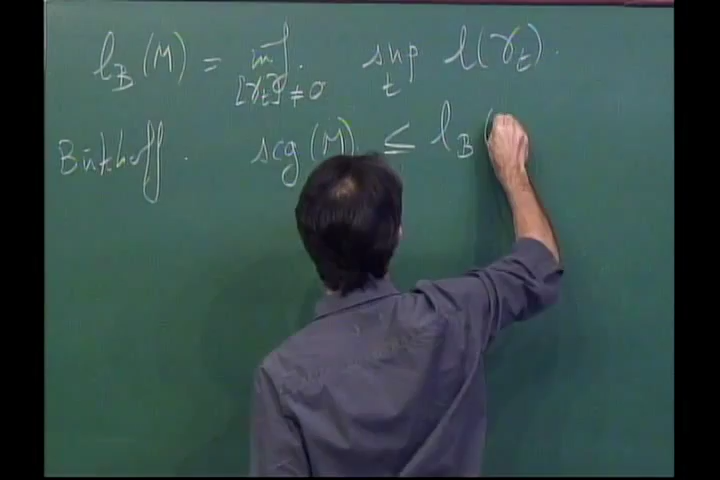 l_B (M) = inf_{[γ_t] ≠ 0} sup_t l(γ_t).
Birkhoff. scg(M) ≤ l_B (